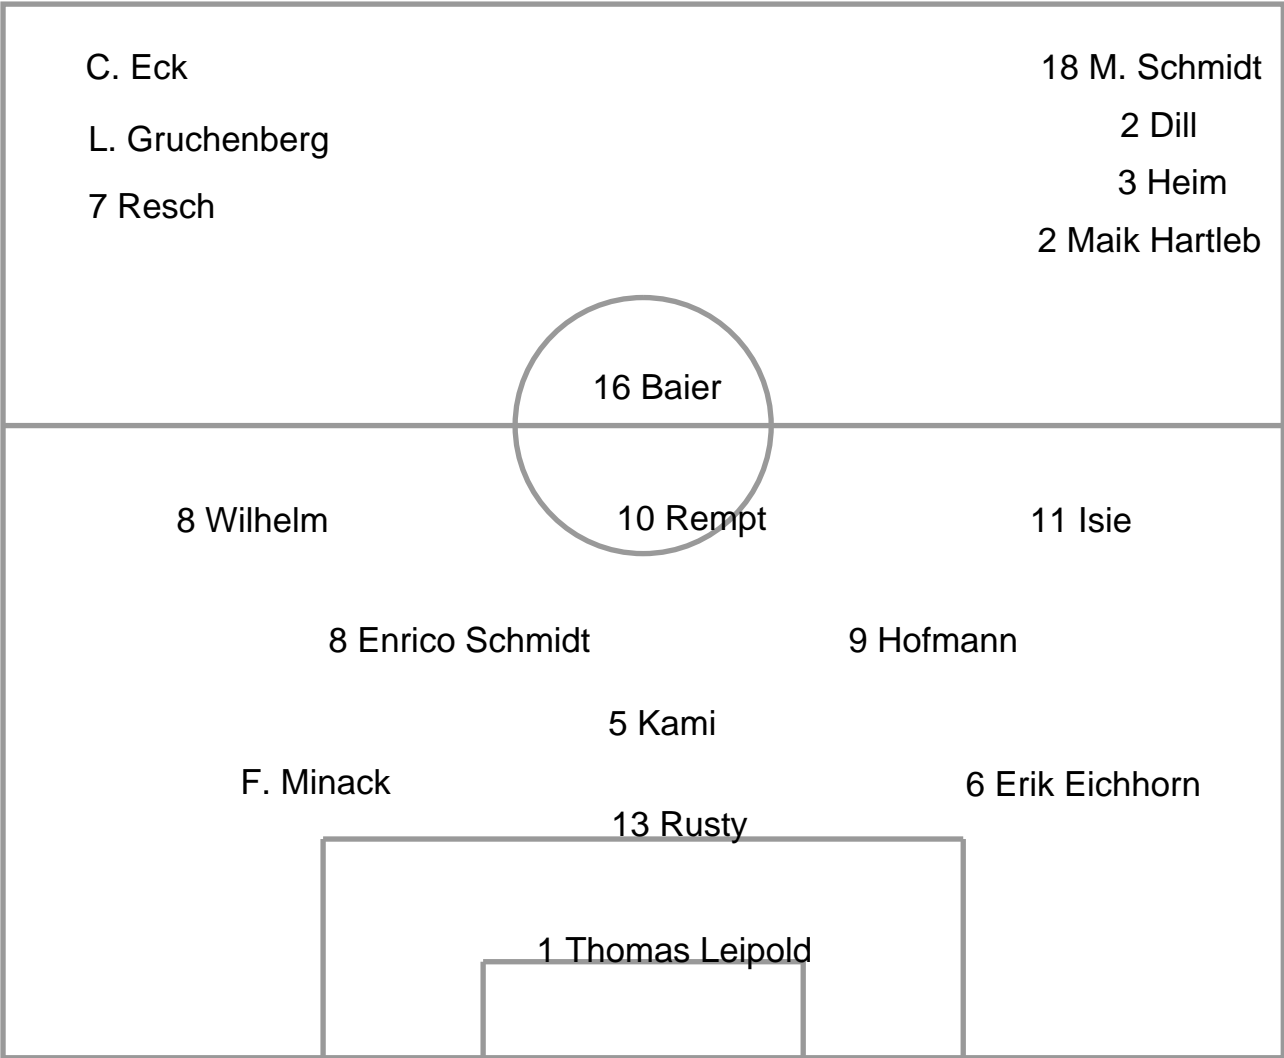 C. Eck
18 M. Schmidt
2 Dill
L. Gruchenberg
3 Heim
7 Resch
2 Maik Hartleb
16 Baier
8 Wilhelm
10 Rempt
11 Isie
8 Enrico Schmidt
9 Hofmann
5 Kami
F. Minack
6 Erik Eichhorn
13 Rusty
1 Thomas Leipold